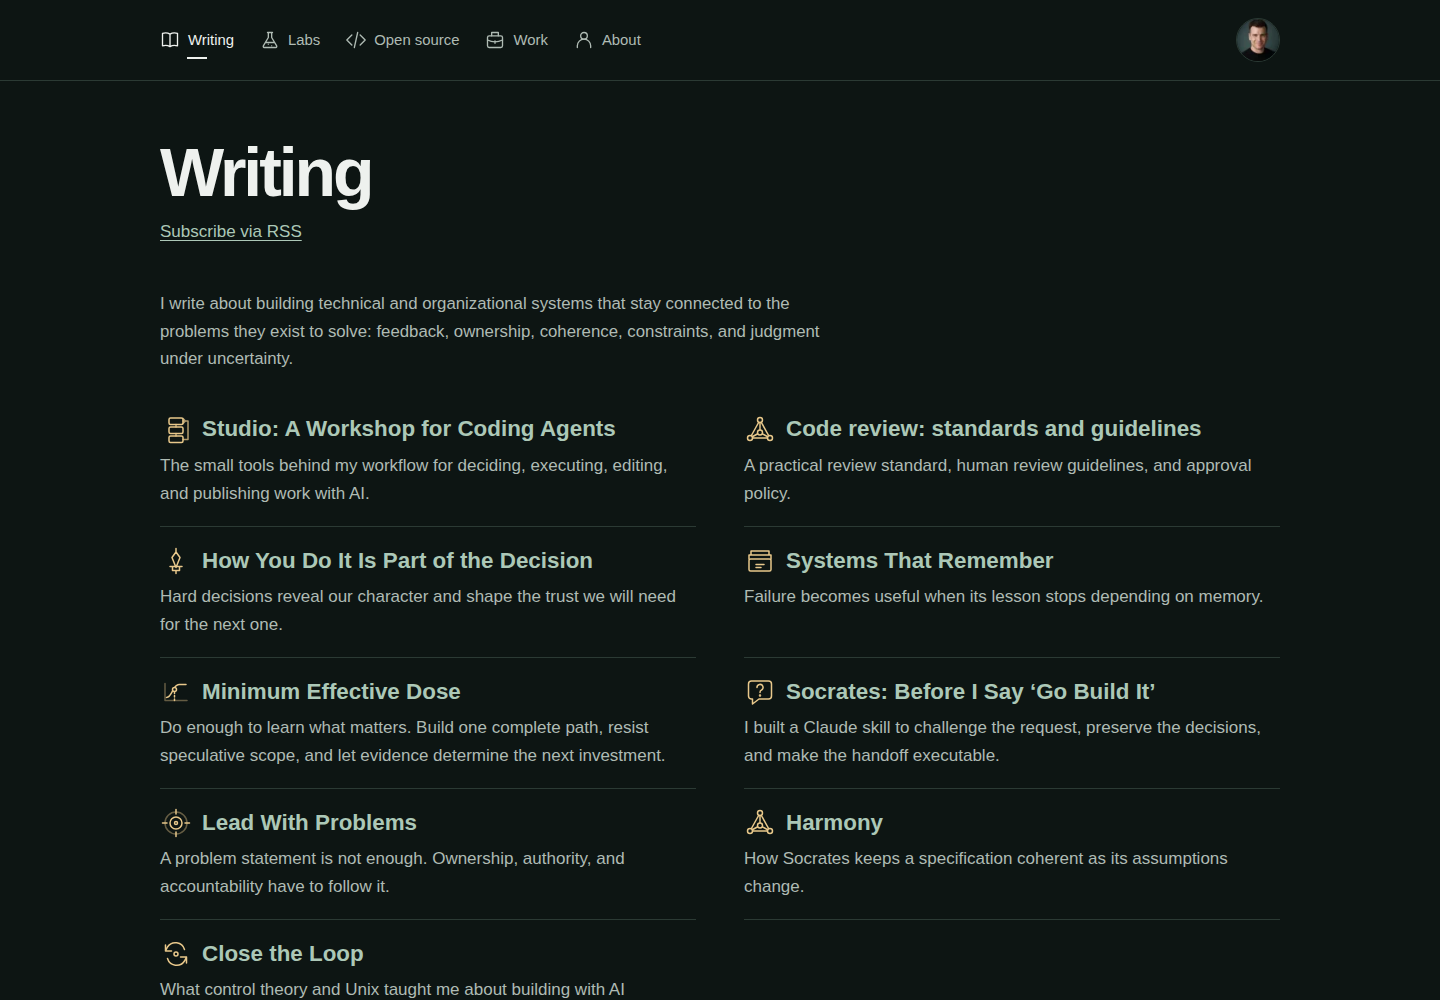 Writing
Labs
Open source
Work
About
Writing
Subscribe via RSS
I write about building technical and organizational systems that stay connected to the
problems they exist to solve: feedback, ownership, coherence, constraints, and judgment
under uncertainty.
Studio: A Workshop for Coding Agents
The small tools behind my workflow for deciding, executing, editing,
and publishing work with AI.
Code review: standards and guidelines
A practical review standard, human review guidelines, and approval
policy.
How You Do It Is Part of the Decision
Hard decisions reveal our character and shape the trust we will need
for the next one.
Systems That Remember
Failure becomes useful when its lesson stops depending on memory.
Minimum Effective Dose
Do enough to learn what matters. Build one complete path, resist
speculative scope, and let evidence determine the next investment.
Socrates: Before I Say ‘Go Build It’
I built a Claude skill to challenge the request, preserve the decisions,
and make the handoff executable.
Lead With Problems
A problem statement is not enough. Ownership, authority, and
accountability have to follow it.
Harmony
How Socrates keeps a specification coherent as its assumptions
change.
Close the Loop
What control theory and Unix taught me about building with AI